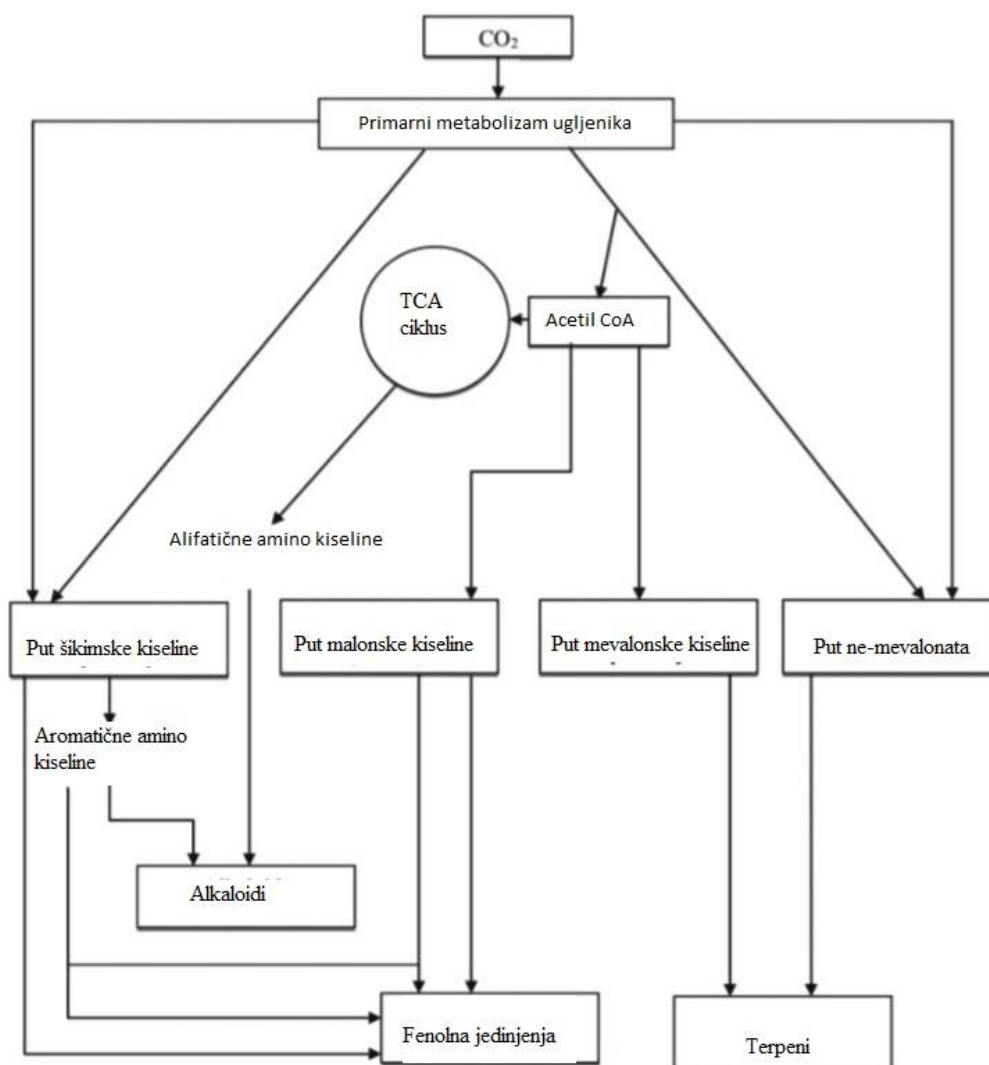 CO₂
Primarni metabolizam ugljenika
TCA
ciklus
Acetil CoA
Alifatične amino kiseline
Put šikimske kiseline
Put malonske kiseline
Put mevalonske kiseline
Put ne-mevalonata
Aromatične amino
kiseline
Alkaloidi
Fenolna jedinjenja
Terpeni